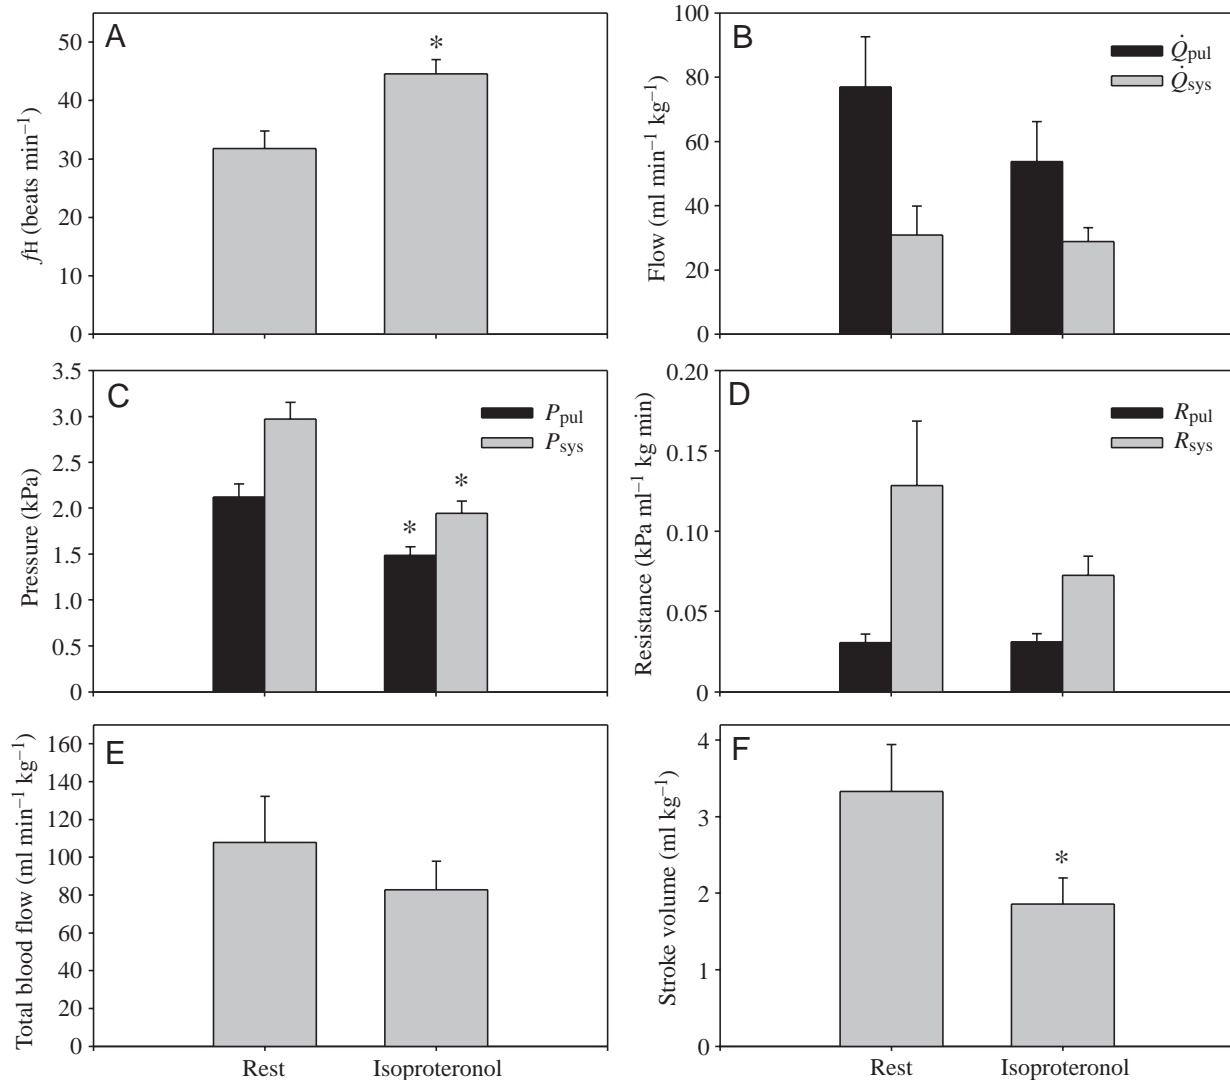 A
fH (beats min⁻¹)
50
40
30
20
10
0
*
B
Flow (ml min⁻¹ kg⁻¹)
100
80
60
40
20
0
Q̇pul
Q̇sys
C
Pressure (kPa)
3.5
3.0
2.5
2.0
1.5
1.0
0.5
0
Ppul
Psys
*
*
D
Resistance (kPa ml⁻¹ kg min)
0.20
0.15
0.10
0.05
0
Rpul
Rsys
E
Total blood flow (ml min⁻¹ kg⁻¹)
160
140
120
100
80
60
40
20
0
Rest
Isoproteronol
F
Stroke volume (ml kg⁻¹)
4
3
2
1
0
*
Rest
Isoproteronol